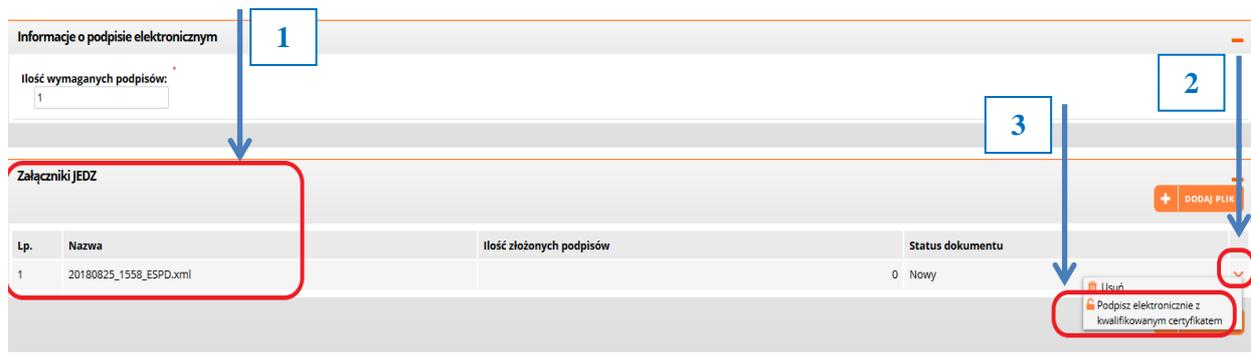 1
Informacje o podpisie elektronicznym
2
Ilość wymaganych podpisów: *
1
3
Załączniki JEDZ
+ DODAJ PLIK
Lp. Nazwa Ilość złożonych podpisów Status dokumentu
1 20180825_1558_ESPD.xml 0 Nowy
Usuń
Podpisz elektronicznie z
kwalifikowanym certyfikatem